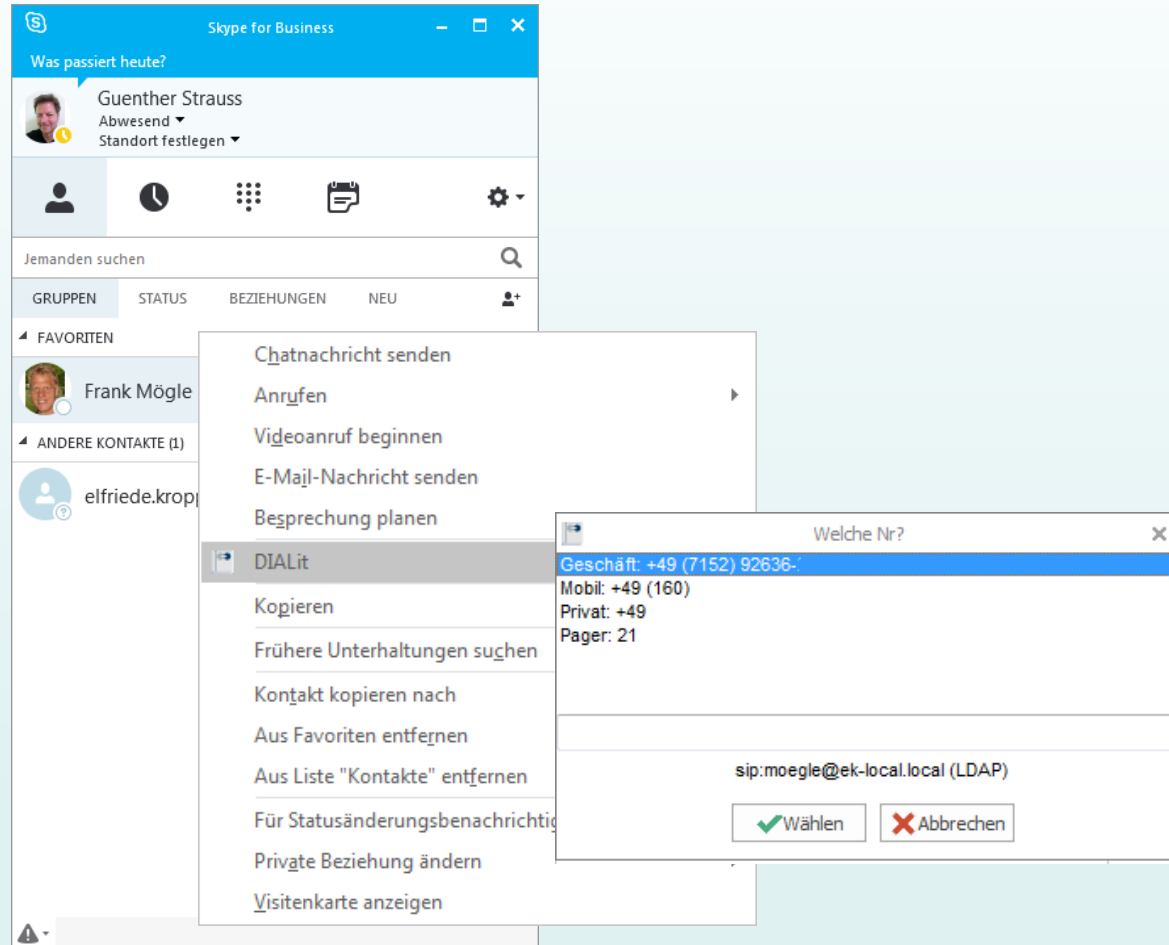 Skype for Business
Was passiert heute?
Guenther Strauss
Abwesend
Standort festlegen
Jemanden suchen
GRUPPEN STATUS BEZIEHUNGEN NEU
FAVORITEN
Frank Mögle
ANDERE KONTAKTE (1)
Chatnachricht senden
Anrufen
Videoanruf beginnen
E-Mail-Nachricht senden
Besprechung planen
DIALit
Kopieren
Frühere Unterhaltungen suchen
Kontakt kopieren nach
Aus Favoriten entfernen
Aus Liste "Kontakte" entfernen
Für
Private Beziehung ändern
Visitenkarte anzeigen
Welche Nr?
Geschäft: +49 (7152) 92636-
Mobil: +49 (160)
Privat: +49
Pager: 21
sip:moegle@ek-local.local (LDAP)
Wählen Abbrechen